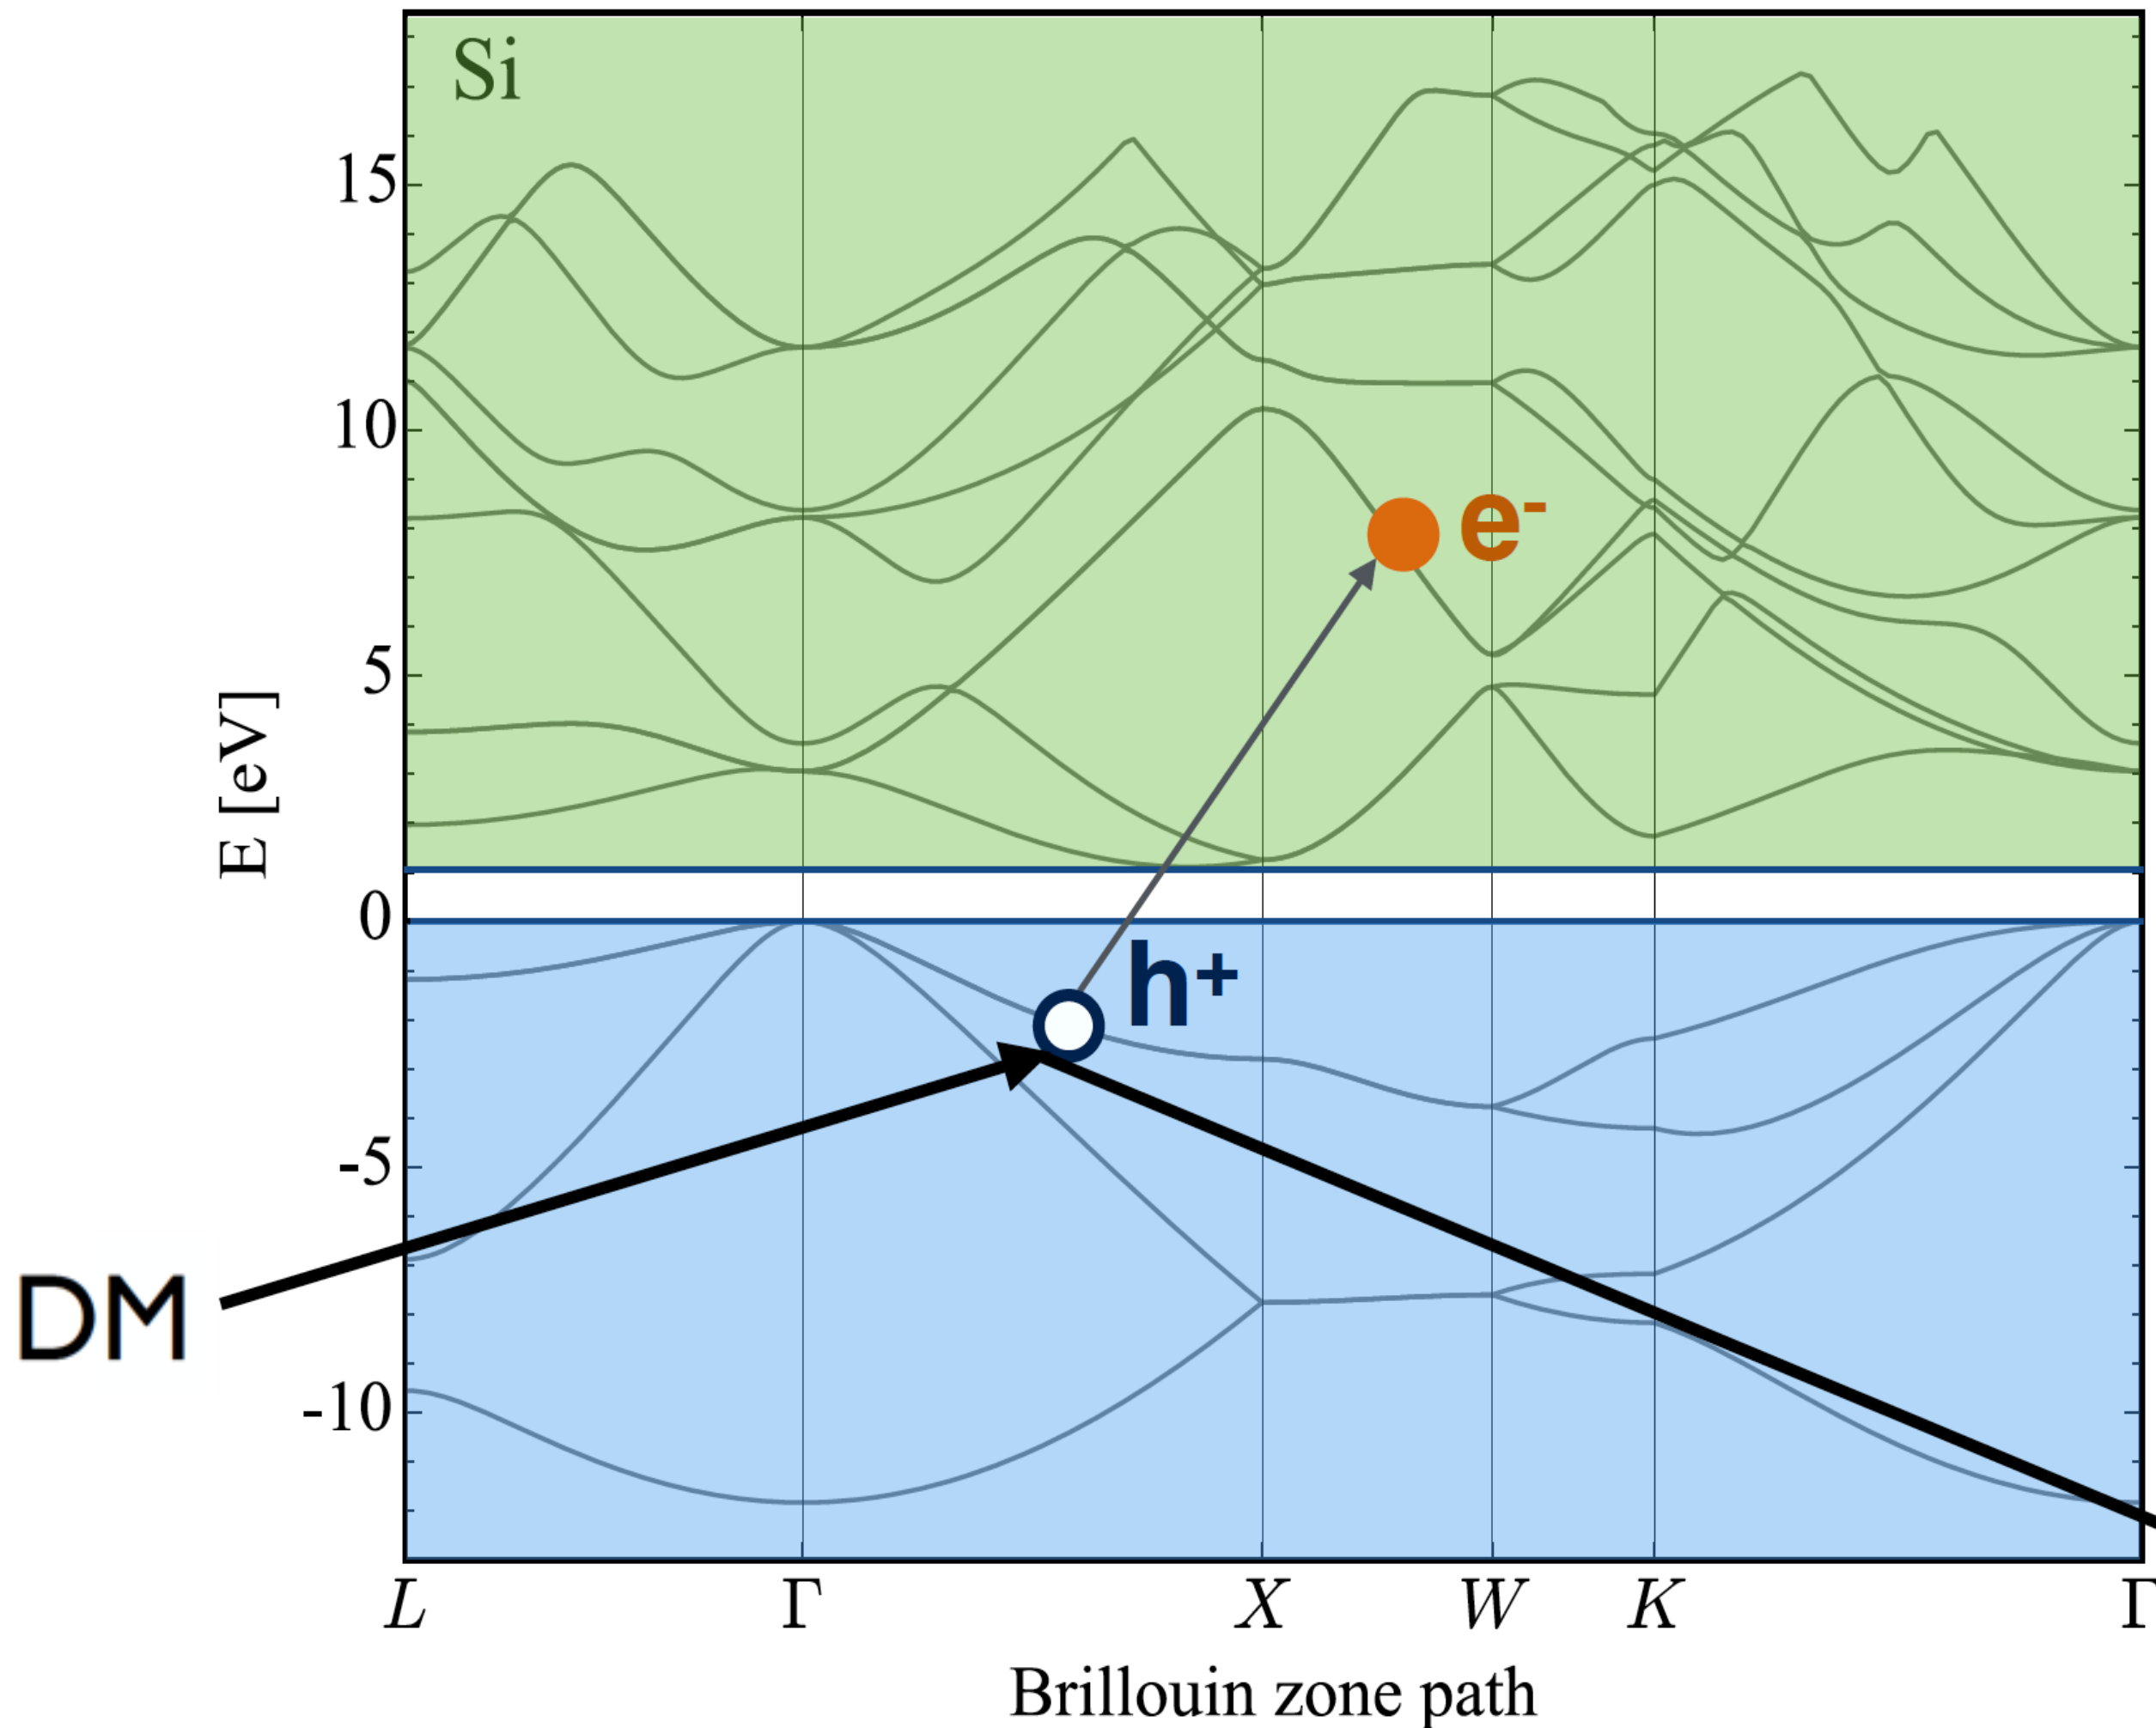 Si
15
10
5
0
-5
-10
E [eV]
e-
h+
DM
L Γ X W K Γ
Brillouin zone path